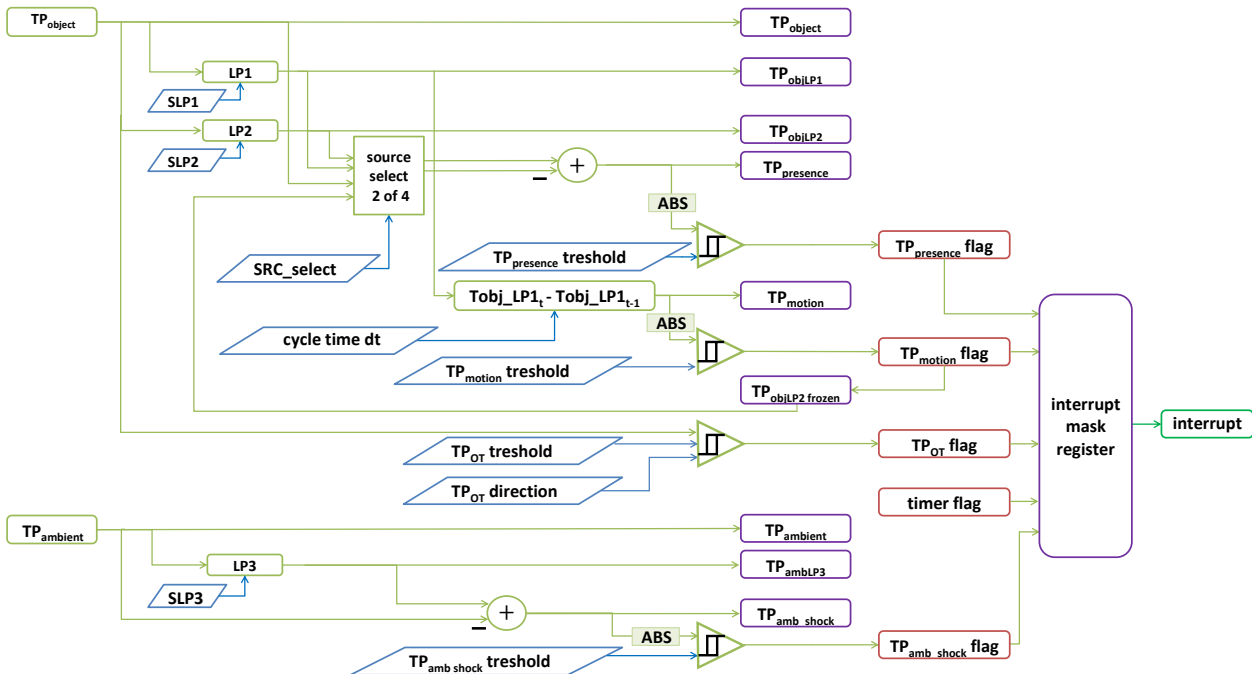 TPobject
TPobject
LP1
TPobjLP1
SLP1
LP2
TPobjLP2
SLP2
source
select
2 of 4
+
−
TPpresence
ABS
TPpresence treshold
TPpresence flag
SRC_select
Tobj_LP1t - Tobj_LP1t-1
TPmotion
ABS
cycle time dt
TPmotion treshold
TPmotion flag
TPobjLP2 frozen
interrupt
mask
register
interrupt
TPOT treshold
TPOT flag
TPOT direction
timer flag
TPambient
TPambient
LP3
TPambLP3
SLP3
+
−
TPamb_shock
ABS
TPamb shock treshold
TPamb_shock flag